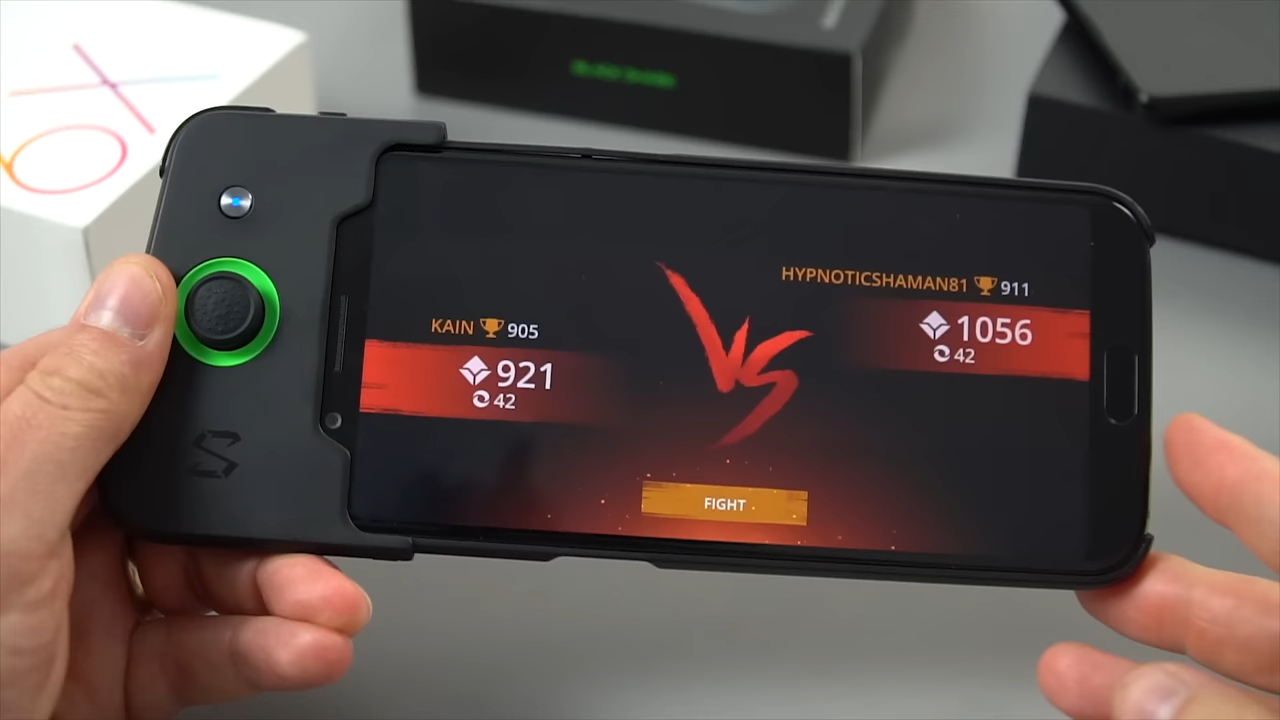 KAIN 905
921
42
VS
HYPNOTICSHAMAN81 911
1056
42
FIGHT